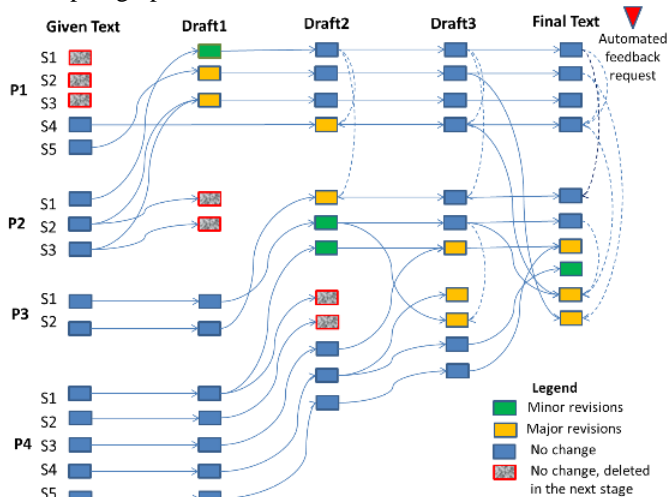 Given Text
Draft1
Draft2
Draft3
Final Text
Automated
feedback
request
P1
S1
S2
S3
S4
S5
P2
S1
S2
S3
P3
S1
S2
P4
S1
S2
S3
S4
S5
Legend
Minor revisions
Major revisions
No change
No change, deleted
in the next stage